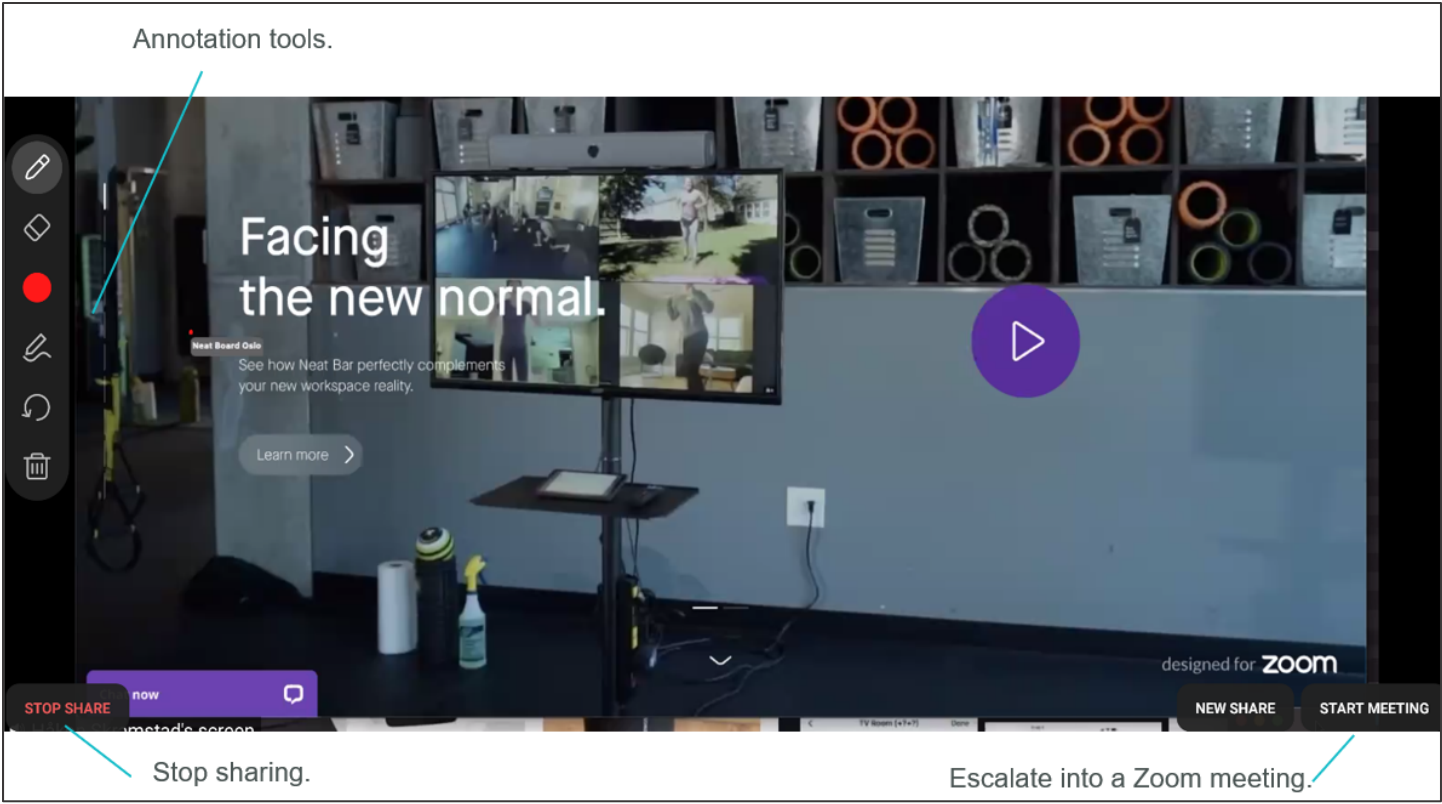 Annotation tools.
Facing
the new normal.
Neat Board Oslo
See how Neat Bar perfectly complements
your new workspace reality.
Learn more
designed for zoom
now
STOP SHARE
NEW SHARE
START MEETING
TV Room
Done
screen
Stop sharing.
Escalate into a Zoom meeting.